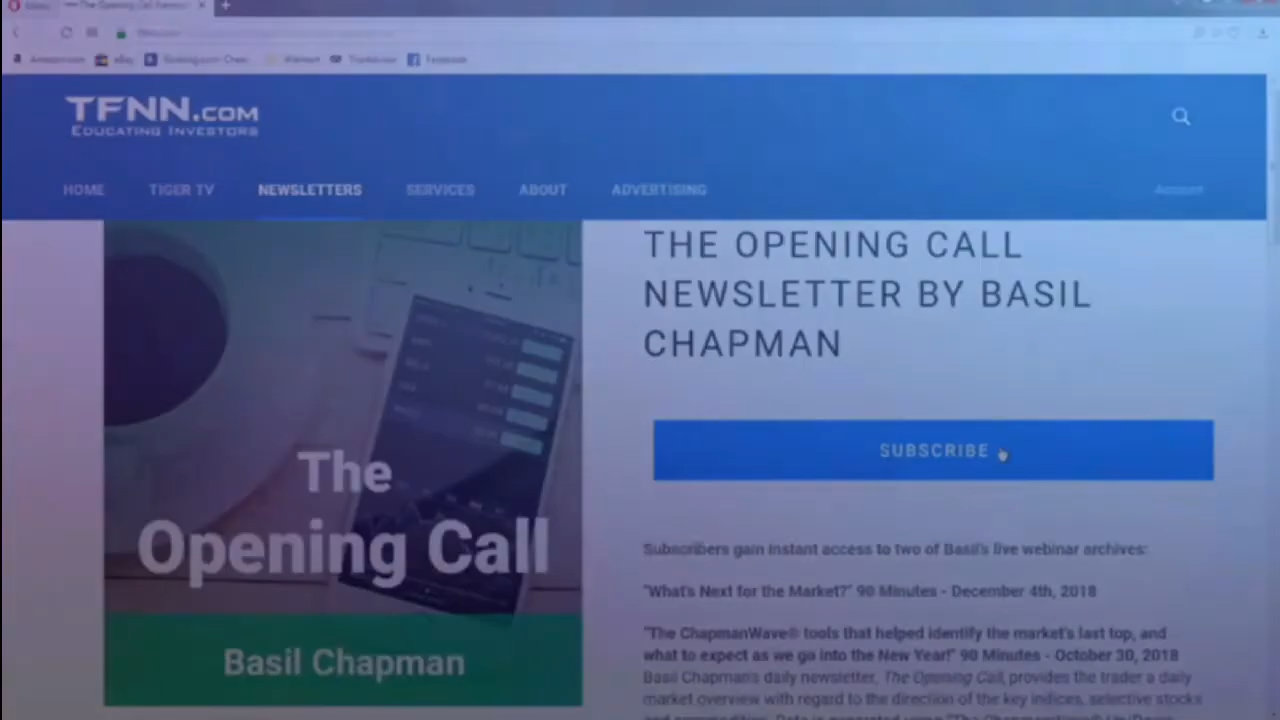 The Opening Call
eBay
Walmart
Facebook
TFNN.COM
EDUCATING INVESTORS
HOME
TIGER TV
NEWSLETTERS
SERVICES
ABOUT
ADVERTISING
Account
The
Opening Call
Basil Chapman
THE OPENING CALL
NEWSLETTER BY BASIL
CHAPMAN
SUBSCRIBE
Subscribers gain instant access to two of Basil's live webinar archives:
"What's Next for the Market?" 90 Minutes - December 4th, 2018
"The ChapmanWave® tools that helped identify the market's last top, and
what to expect as we go into the New Year!" 90 Minutes - October 30, 2018
Basil Chapman's daily newsletter, The Opening Call, provides the trader a daily
market overview with regard to the direction of the key indices, selective stocks